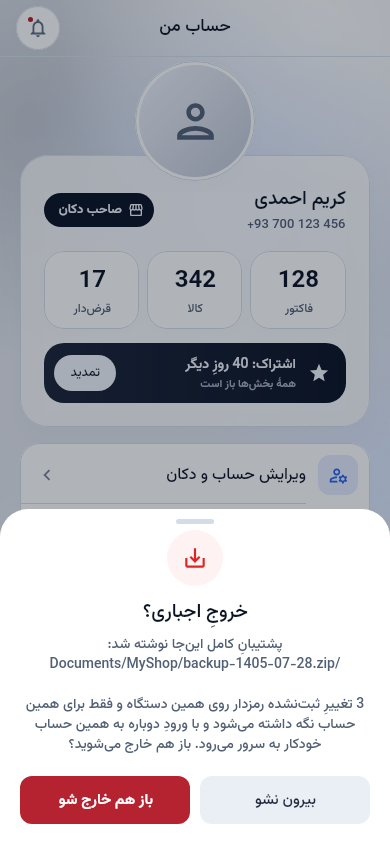 حساب من
کریم احمدی
+93 700 123 456
صاحب دکان
128
فاکتور
342
کالا
17
قرض‌دار
اشتراک: 40 روزِ دیگر
همهٔ بخش‌ها باز است
تمدید
ویرایش حساب و دکان
خروجِ اجباری؟
پشتیبانِ کامل این‌جا نوشته شد:
Documents/MyShop/backup-1405-07-28.zip/
3 تغییرِ ثبت‌نشده رمزدار روی همین دستگاه و فقط برای همین
حساب نگه داشته می‌شود و با ورودِ دوباره به همین حساب
خودکار به سرور می‌رود. باز هم خارج می‌شوید؟
بیرون نشو
باز هم خارج شو